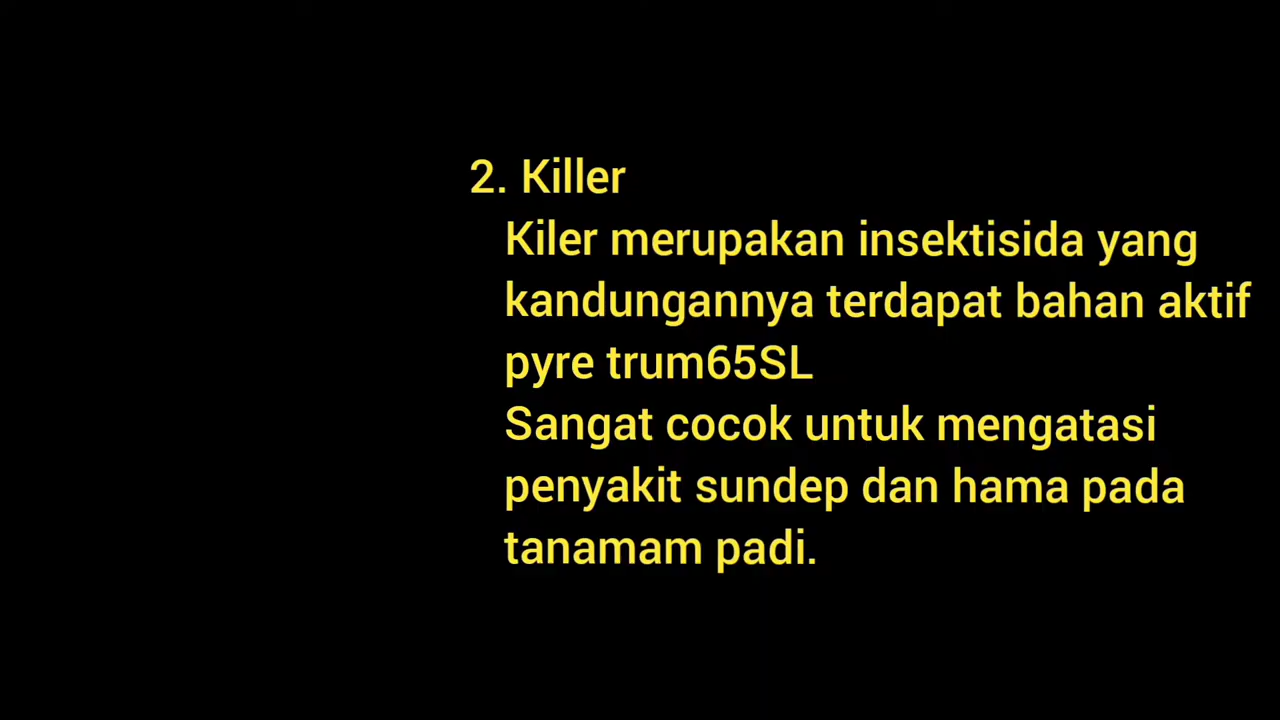 2. Killer
Kiler merupakan insektisida yang
kandungannya terdapat bahan aktif
pyre trum65SL
Sangat cocok untuk mengatasi
penyakit sundep dan hama pada
tanamam padi.